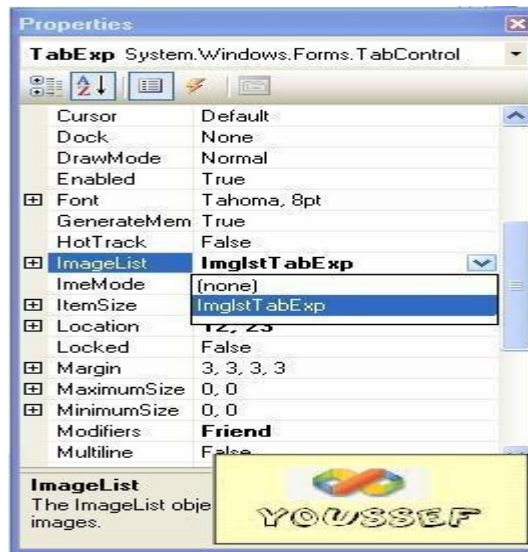 Properties
TabExp System.Windows.Forms.TabControl
Cursor Default
Dock None
DrawMode Normal
Enabled True
Font Tahoma, 8pt
GenerateMem True
HotTrack False
ImageList ImglstTabExp
ImeMode (none)
ItemSize ImglstTabExp
Location 12, 23
Locked False
Margin 3, 3, 3, 3
MaximumSize 0, 0
MinimumSize 0, 0
Modifiers Friend
Multiline False
ImageList
The ImageList obje
images.
YOUSSEF